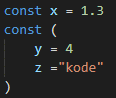 const x = 1.3
const (
    y = 4
    z ="kode"
)